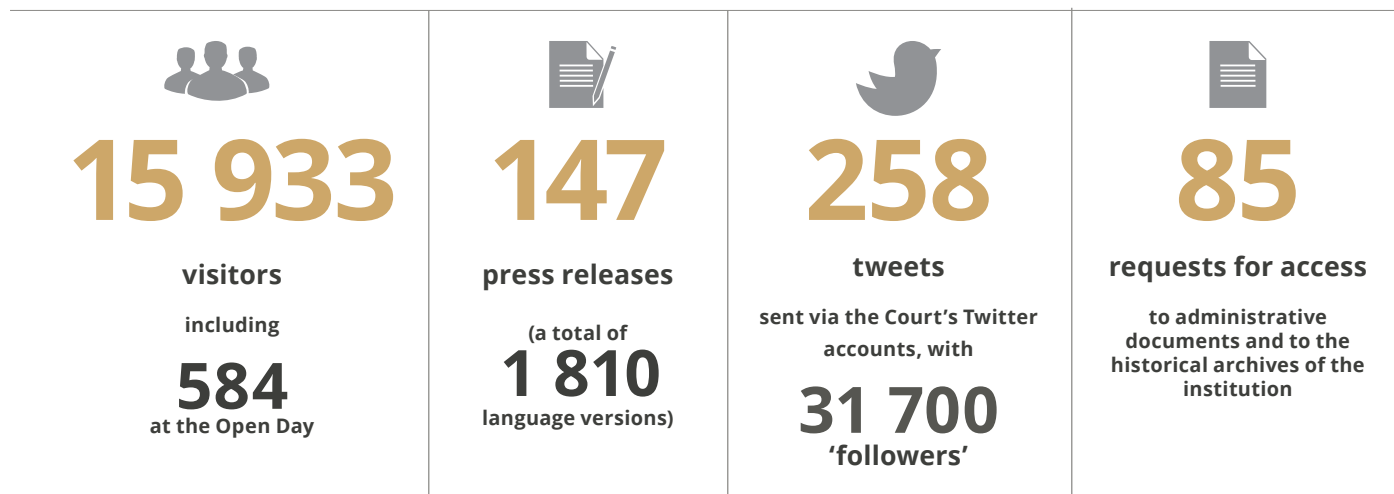 15 933
visitors
including
584
at the Open Day
147
press releases
(a total of
1 810
language versions)
258
tweets
sent via the Court’s Twitter
accounts, with
31 700
‘followers’
85
requests for access
to administrative
documents and to the
historical archives of the
institution